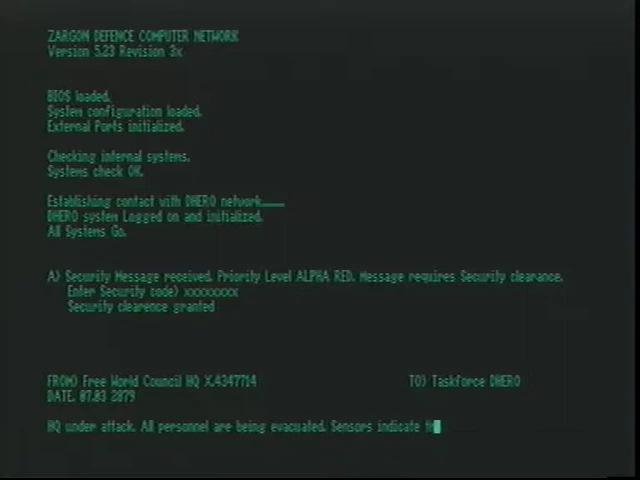 ZARGON DEFENCE COMPUTER NETWORK
Version 5.23 Revision 3x
BIOS loaded.
System configuration loaded.
External Ports initialized.
Checking internal systems.
Systems check OK.
Establishing contact with DHERO network......
DHERO system Logged on and initialized.
All Systems Go.
A) Security Message received. Priority Level ALPHA RED. Message requires Security clearance.
Enter Security code) xxxxxxxx
Security clearence granted
FROM) Free World Council HQ X.4347714 TO) Taskforce DHERO
DATE. 07.03 2079
HQ under attack. All personnel are being evacuated. Sensors indicate th